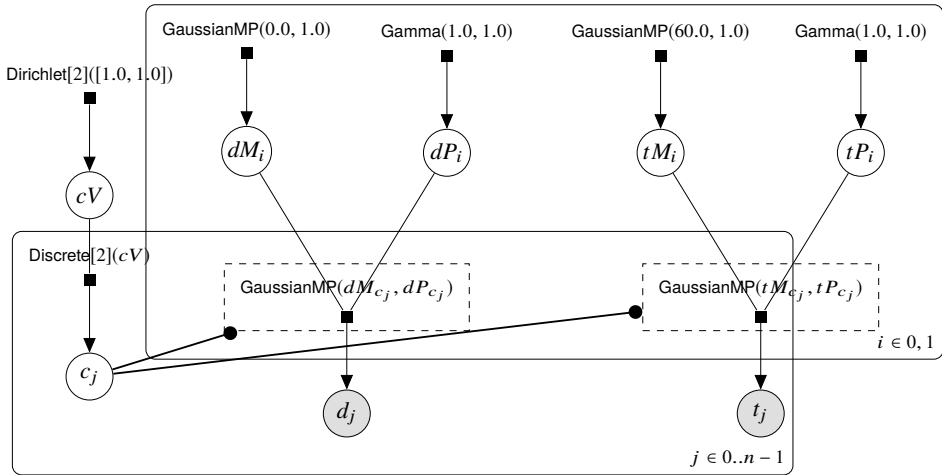 GaussianMP(0.0, 1.0)
Gamma(1.0, 1.0)
GaussianMP(60.0, 1.0)
Gamma(1.0, 1.0)
Dirichlet[2]([1.0, 1.0])
dM_i
dP_i
tM_i
tP_i
cV
Discrete[2](cV)
GaussianMP(dM_{c_j}, dP_{c_j})
GaussianMP(tM_{c_j}, tP_{c_j})
i ∈ 0, 1
c_j
d_j
t_j
j ∈ 0..n − 1